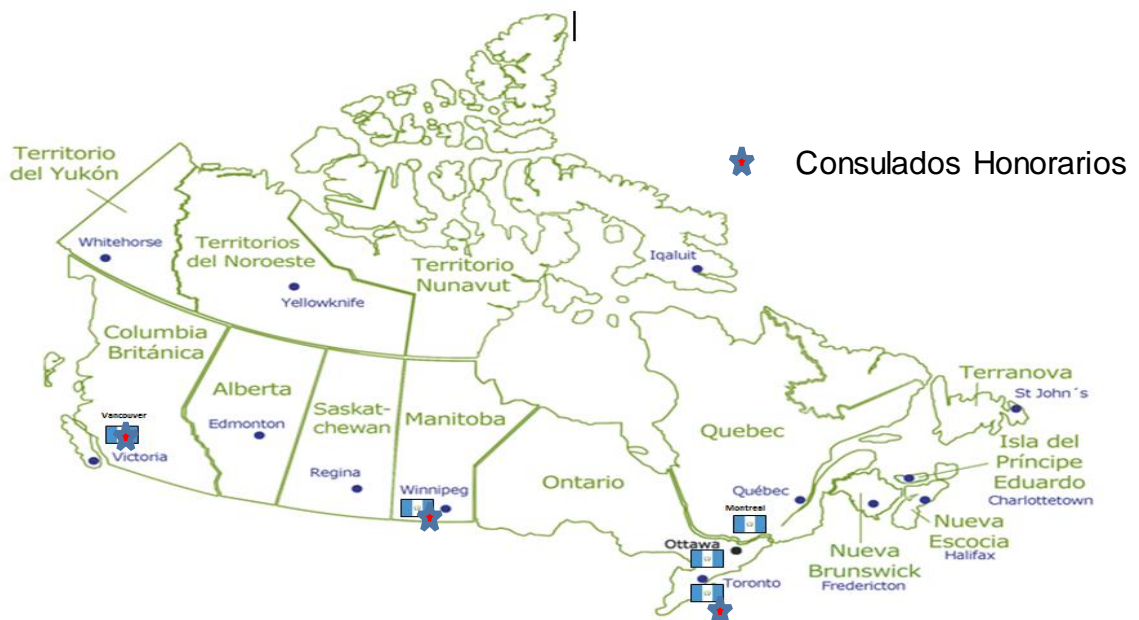 Consulados Honorarios
Territorio
del Yukón
Whitehorse
Territorios
del Noroeste
Yellowknife
Territorio
Nunavut
Iqaluit
Columbia
Británica
Vancouver
Victoria
Alberta
Edmonton
Saskat-
chewan
Regina
Manitoba
Winnipeg
Ontario
Quebec
Québec
Montreal
Ottawa
Toronto
Terranova
St John´s
Isla del
Príncipe
Eduardo
Charlottetown
Nueva
Escocia
Halifax
Nueva
Brunswick
Fredericton